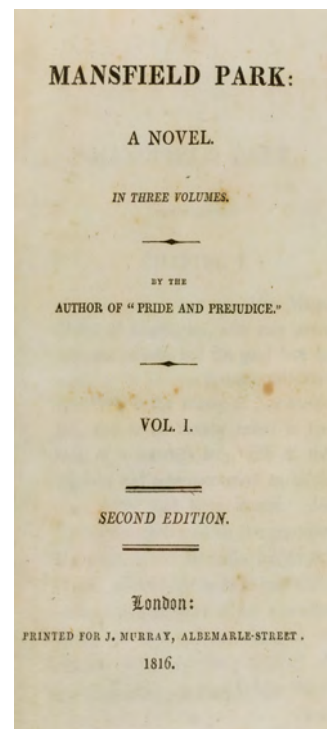 MANSFIELD PARK:
A NOVEL.
IN THREE VOLUMES.
BY THE
AUTHOR OF “PRIDE AND PREJUDICE.”
VOL. I.
SECOND EDITION.
London:
PRINTED FOR J. MURRAY, ALBEMARLE-STREET.
1816.